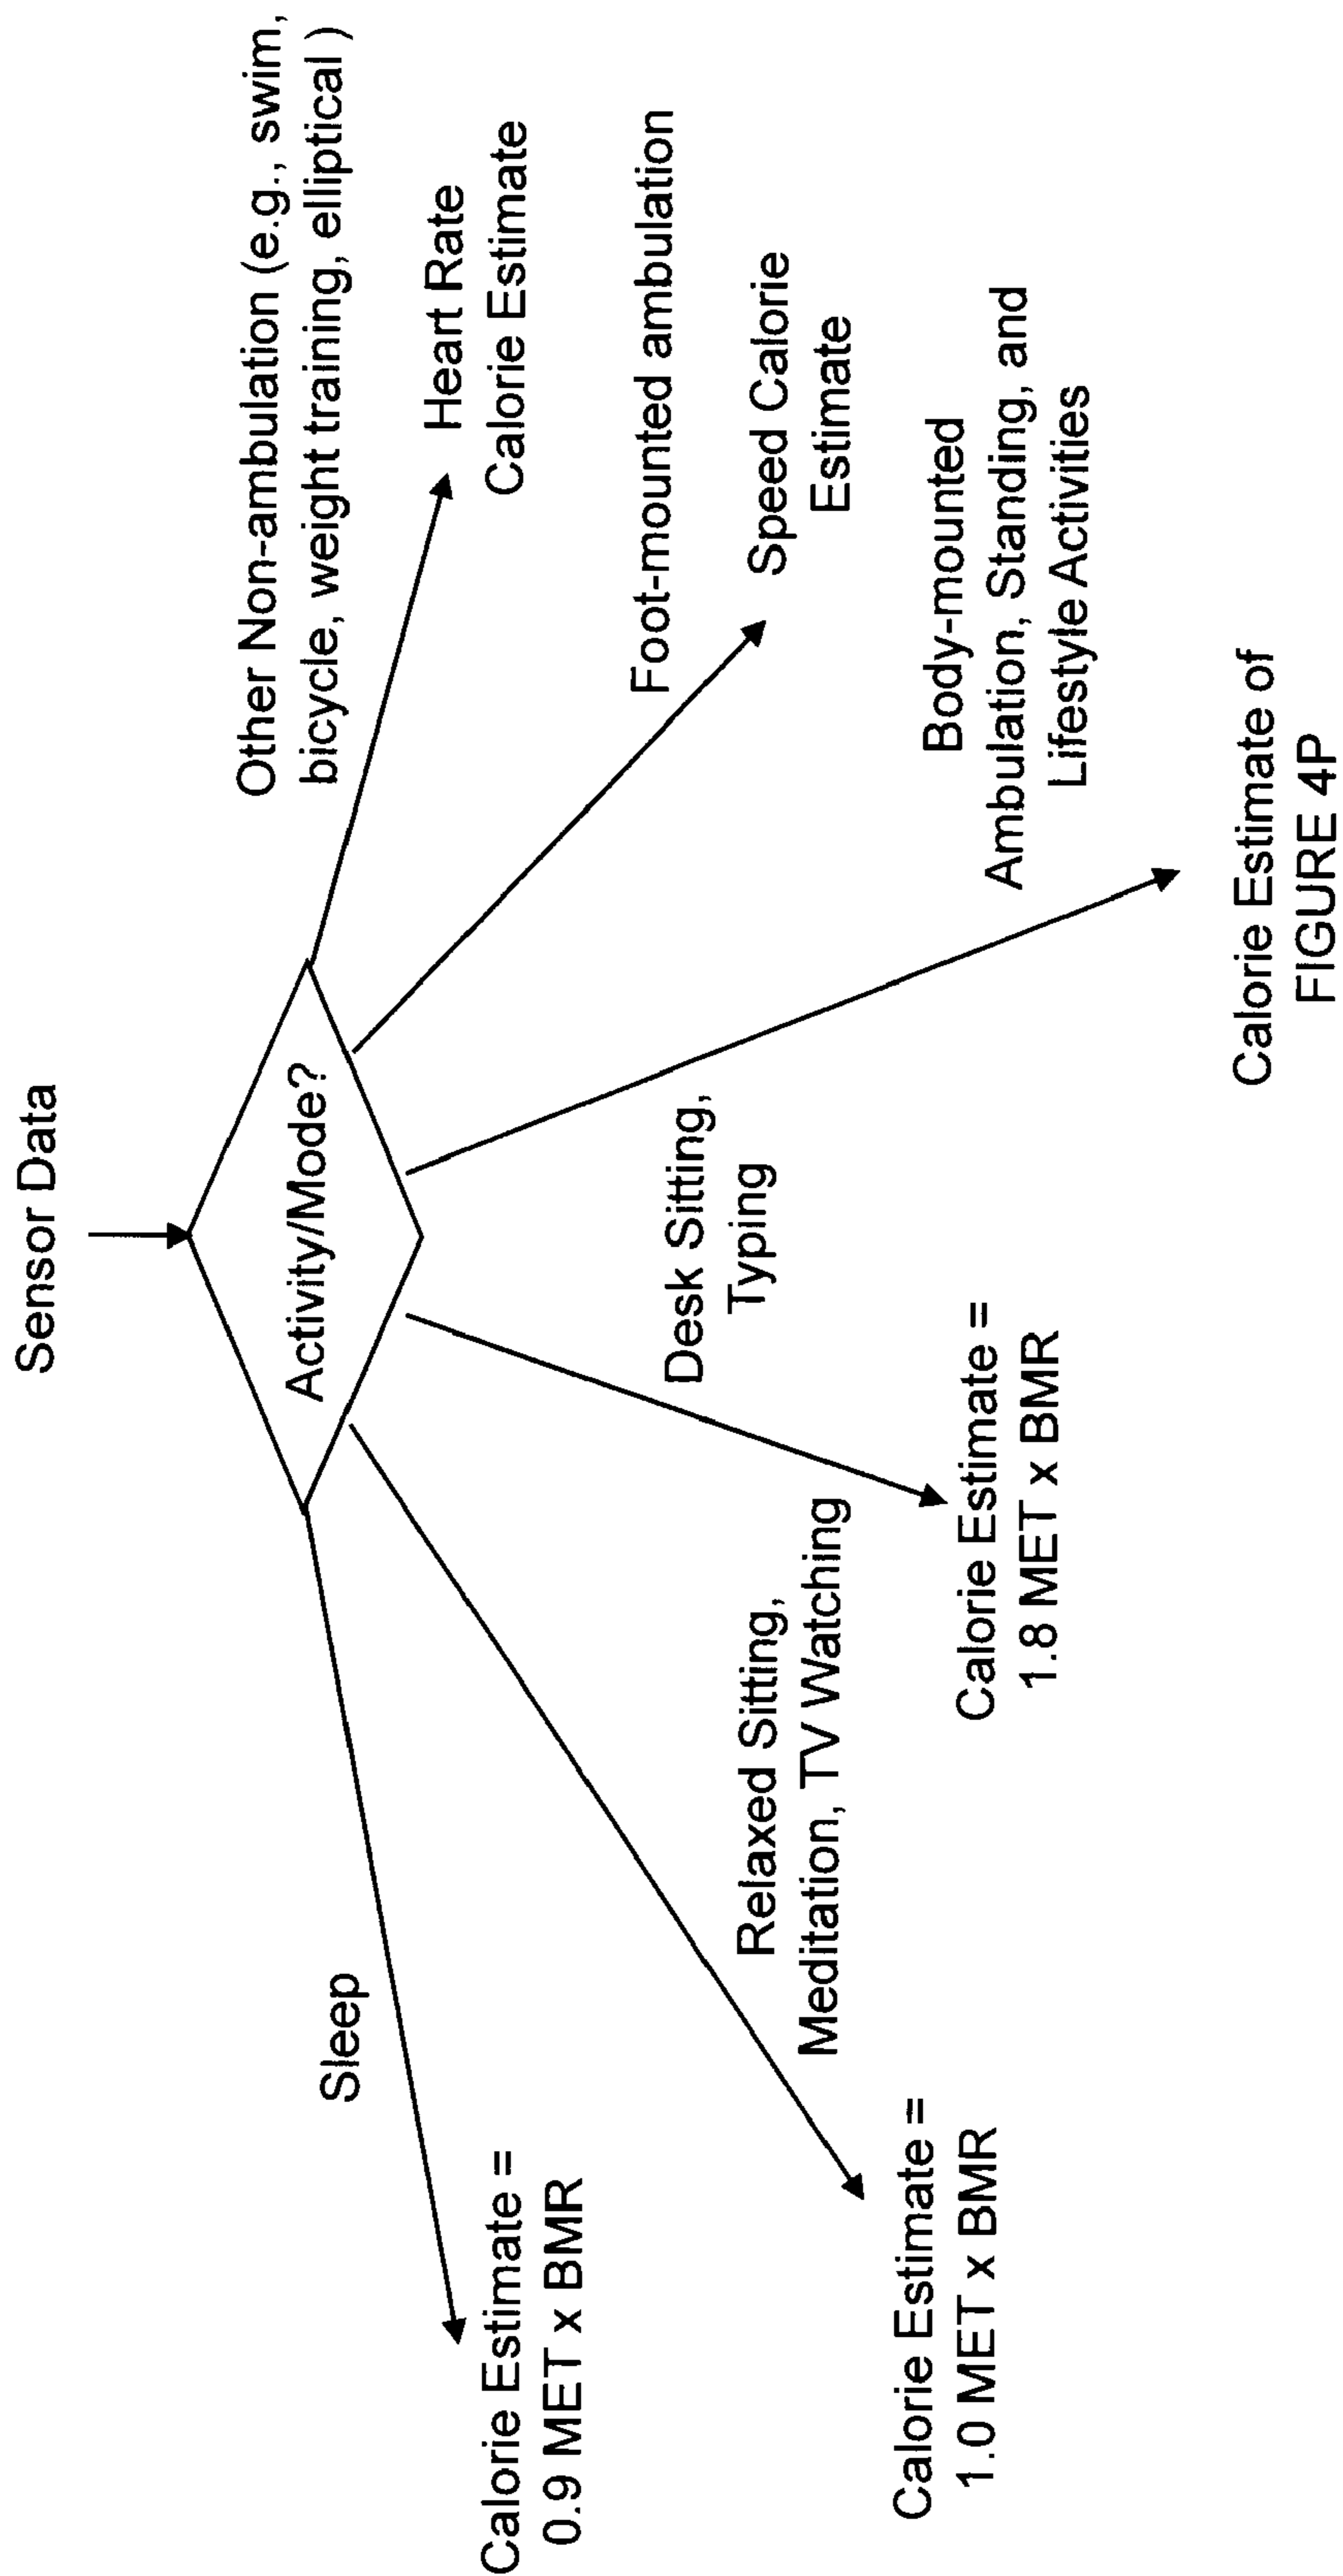 Sensor Data
Activity/Mode?
Sleep
Calorie Estimate =
0.9 MET x BMR
Relaxed Sitting,
Meditation, TV Watching
Calorie Estimate =
1.0 MET x BMR
Desk Sitting,
Typing
Calorie Estimate =
1.8 MET x BMR
Body-mounted
Ambulation, Standing, and
Lifestyle Activities
Calorie Estimate of
FIGURE 4P
Foot-mounted ambulation
Speed Calorie
Estimate
Other Non-ambulation (e.g., swim,
bicycle, weight training, elliptical )
Heart Rate
Calorie Estimate